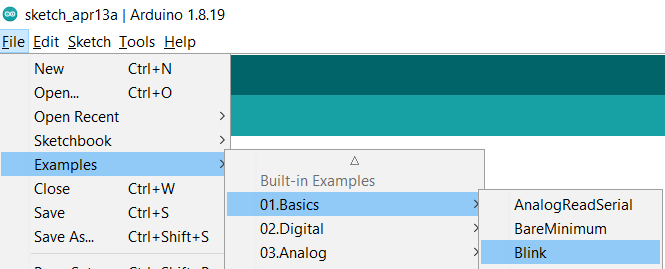 sketch_apr13a | Arduino 1.8.19
File Edit Sketch Tools Help
New Ctrl+N
Open... Ctrl+O
Open Recent
Sketchbook
Examples
Close Ctrl+W
Save Ctrl+S
Save As... Ctrl+Shift+S
Built-in Examples
01.Basics
02.Digital
03.Analog
AnalogReadSerial
BareMinimum
Blink